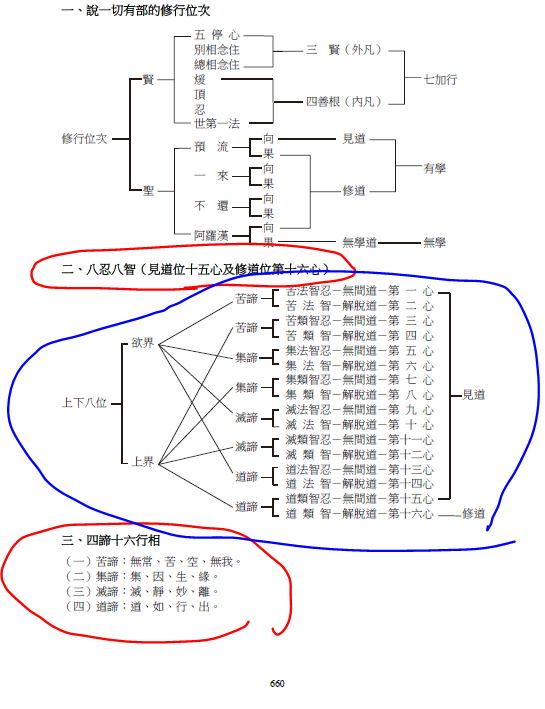 一、說一切有部的修行位次
五停心
別相念住
總相念住
三賢（外凡）
賢
煖
頂
忍
世第一法
四善根（內凡）
七加行
修行位次
聖
預流
向
果
見道
一來
向
果
修道
有學
不還
向
果
阿羅漢
向
果
無學道
無學
二、八忍八智（見道位十五心及修道位第十六心）
上下八位
欲界
上界
苦諦
苦法智忍－無間道－第一心
苦法智－解脫道－第二心
苦諦
苦類智忍－無間道－第三心
苦類智－解脫道－第四心
集諦
集法智忍－無間道－第五心
集法智－解脫道－第六心
集諦
集類智忍－無間道－第七心
集類智－解脫道－第八心
見道
滅諦
滅法智忍－無間道－第九心
滅法智－解脫道－第十心
滅諦
滅類智忍－無間道－第十一心
滅類智－解脫道－第十二心
道諦
道法智忍－無間道－第十三心
道法智－解脫道－第十四心
道諦
道類智忍－無間道－第十五心
道類智－解脫道－第十六心
修道
三、四諦十六行相
（一）苦諦：無常、苦、空、無我。
（二）集諦：集、因、生、緣。
（三）滅諦：滅、靜、妙、離。
（四）道諦：道、如、行、出。
660